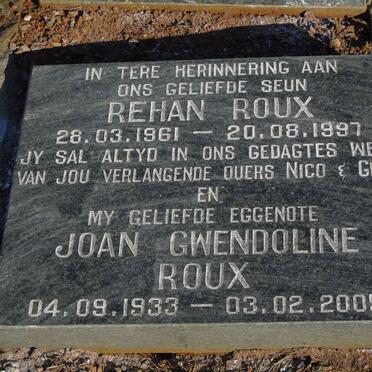 IN TERE HERINNERING AAN
ONS GELIEFDE SEUN
REHAN ROUX
28.03.1961 — 20.08.1997
JY SAL ALTYD IN ONS GEDAGTES
VAN JOU VERLANGENDE OUERS NICO &
EN
MY GELIEFDE EGGENOTE
JOAN GWENDOLINE
ROUX
04.09.1933 — 03.02.2005